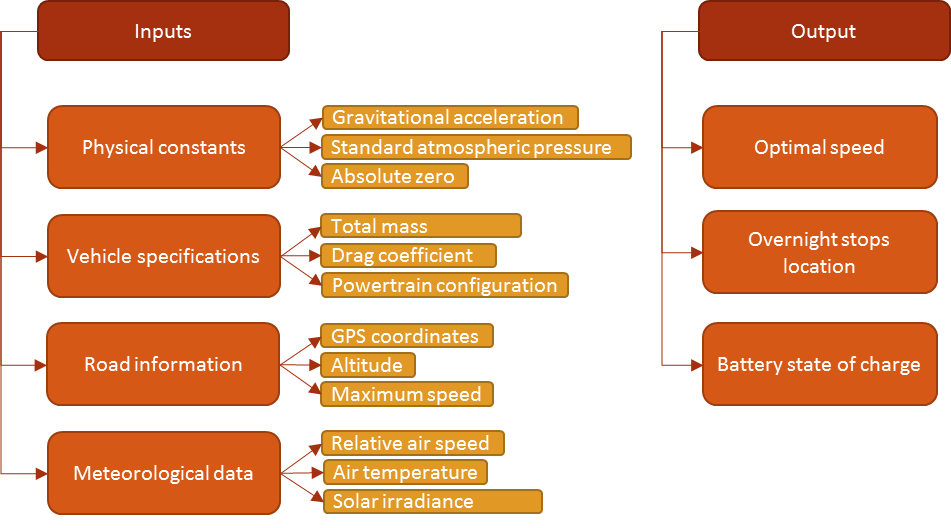 Inputs
Physical constants
Gravitational acceleration
Standard atmospheric pressure
Absolute zero
Vehicle specifications
Total mass
Drag coefficient
Powertrain configuration
Road information
GPS coordinates
Altitude
Maximum speed
Meteorological data
Relative air speed
Air temperature
Solar irradiance
Output
Optimal speed
Overnight stops
location
Battery state of charge